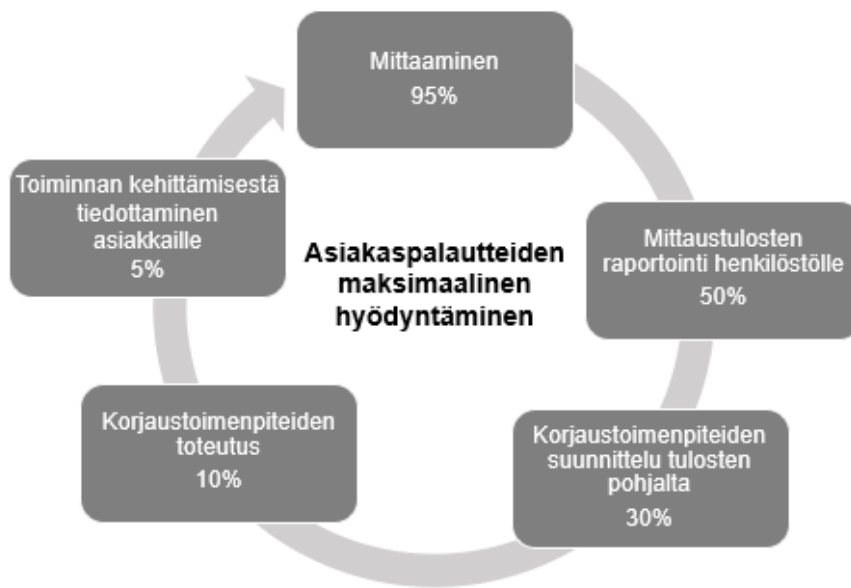 Mittaaminen
95%
Mittaustulosten
raportointi henkilöstölle
50%
Korjaustoimenpiteiden
suunnittelu tulosten
pohjalta
30%
Korjaustoimenpiteiden
toteutus
10%
Toiminnan kehittämisestä
tiedottaminen
asiakkaille
5%
Asiakaspalautteiden
maksimaalinen
hyödyntäminen